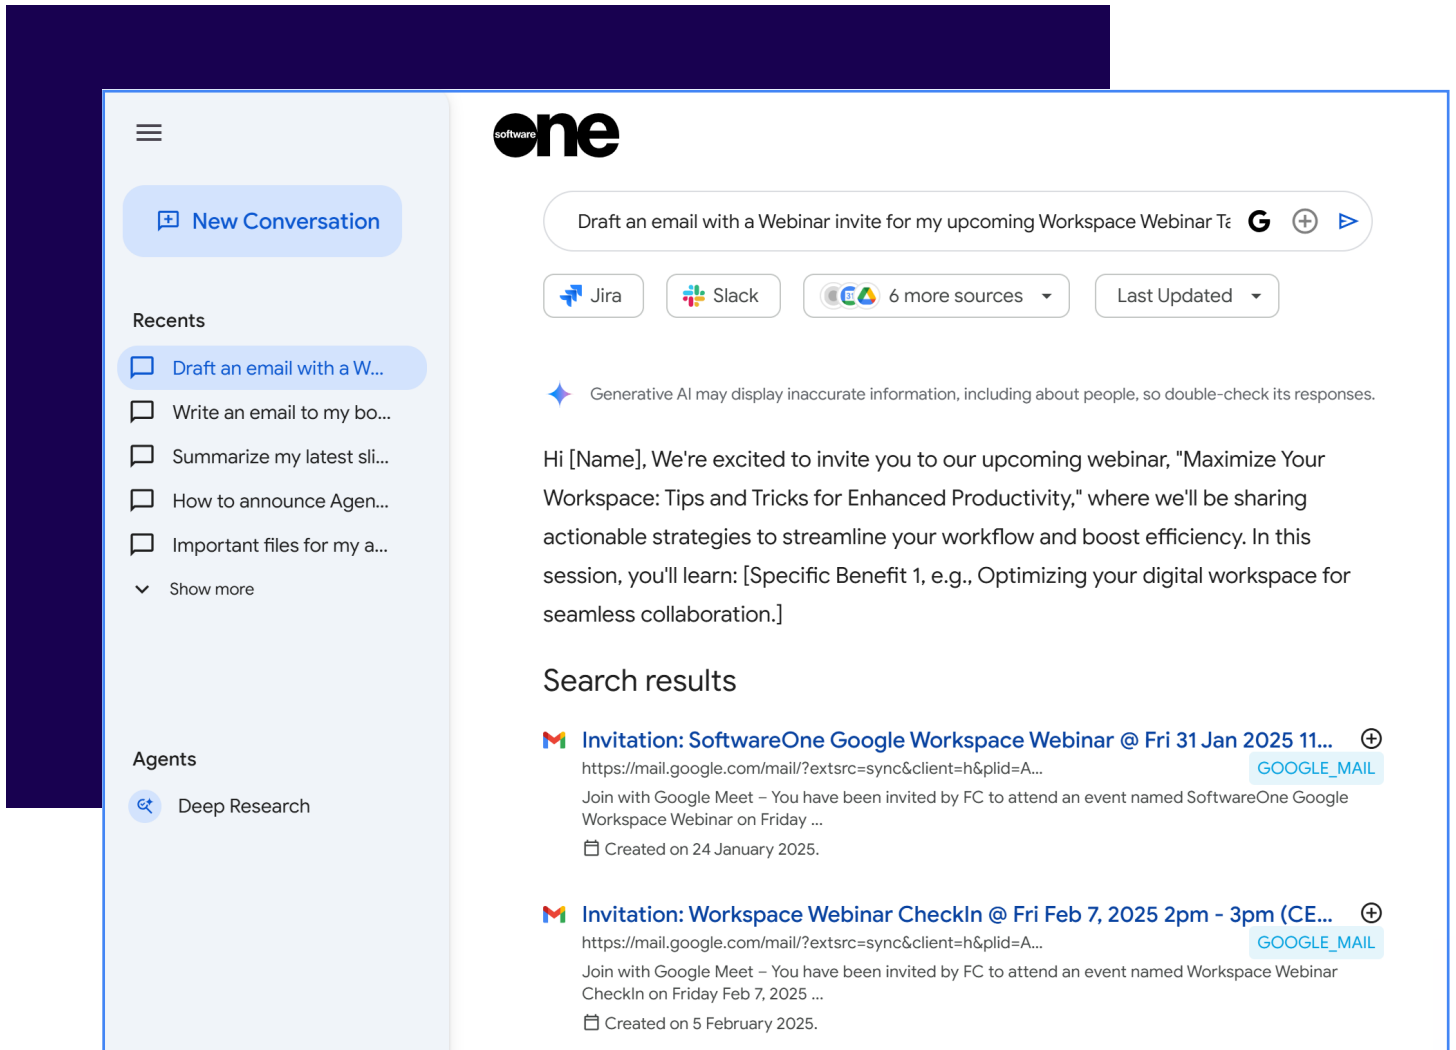 software one
New Conversation
Recents
Draft an email with a W...
Write an email to my bo...
Summarize my latest sli...
How to announce Agen...
Important files for my a...
Show more
Agents
Deep Research
Draft an email with a Webinar invite for my upcoming Workspace Webinar Ta
G
Jira
Slack
31
6 more sources
Last Updated
Generative AI may display inaccurate information, including about people, so double-check its responses.
Hi [Name], We're excited to invite you to our upcoming webinar, "Maximize Your
Workspace: Tips and Tricks for Enhanced Productivity," where we'll be sharing
actionable strategies to streamline your workflow and boost efficiency. In this
session, you'll learn: [Specific Benefit 1, e.g., Optimizing your digital workspace for
seamless collaboration.]
Search results
Invitation: SoftwareOne Google Workspace Webinar @ Fri 31 Jan 2025 11...
https://mail.google.com/mail/?extsrc=sync&client=h&plid=A...
GOOGLE_MAIL
Join with Google Meet – You have been invited by FC to attend an event named SoftwareOne Google
Workspace Webinar on Friday ...
Created on 24 January 2025.
Invitation: Workspace Webinar CheckIn @ Fri Feb 7, 2025 2pm - 3pm (CE...
https://mail.google.com/mail/?extsrc=sync&client=h&plid=A...
GOOGLE_MAIL
Join with Google Meet – You have been invited by FC to attend an event named Workspace Webinar
CheckIn on Friday Feb 7, 2025 ...
Created on 5 February 2025.